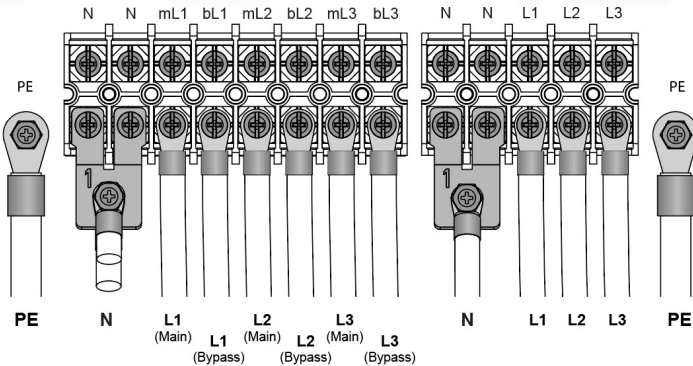 N N mL1 bL1 mL2 bL2 mL3 bL3 N N L1 L2 L3
PE PE
1 1
PE N L1 L2 L3 N L1 L2 L3 PE
(Main) (Main) (Main)
L1 L2 L3
(Bypass) (Bypass) (Bypass)